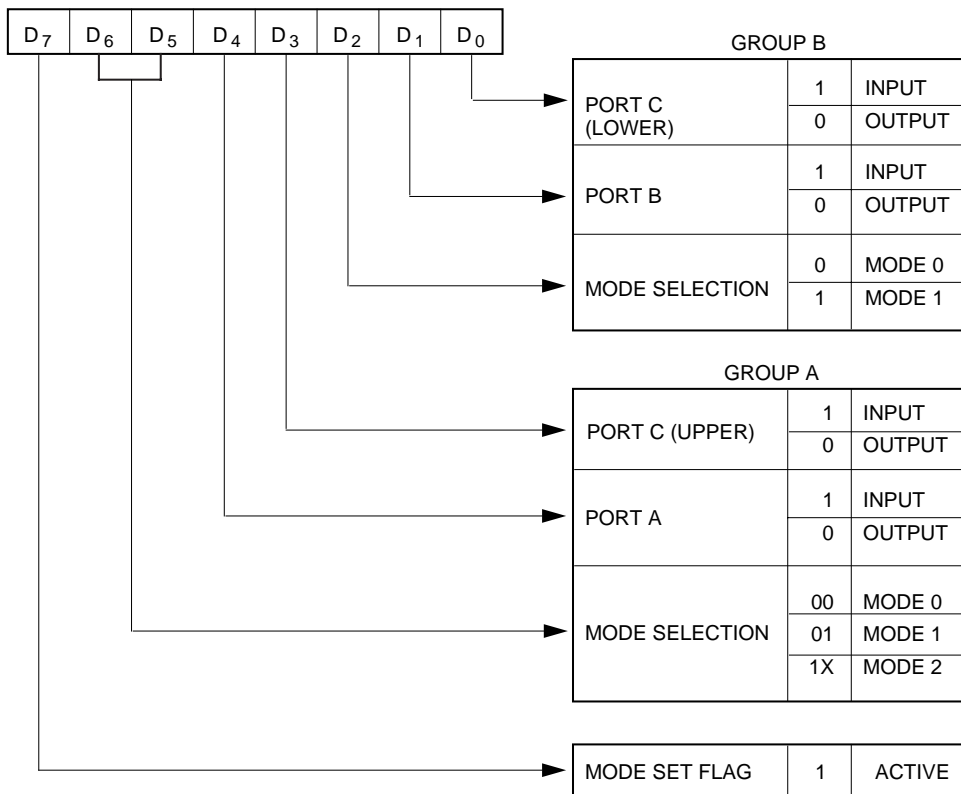 D7 D6 D5 D4 D3 D2 D1 D0
GROUP B
PORT C (LOWER) 1 INPUT
0 OUTPUT
PORT B 1 INPUT
0 OUTPUT
MODE SELECTION 0 MODE 0
1 MODE 1
GROUP A
PORT C (UPPER) 1 INPUT
0 OUTPUT
PORT A 1 INPUT
0 OUTPUT
MODE SELECTION 00 MODE 0
01 MODE 1
1X MODE 2
MODE SET FLAG 1 ACTIVE